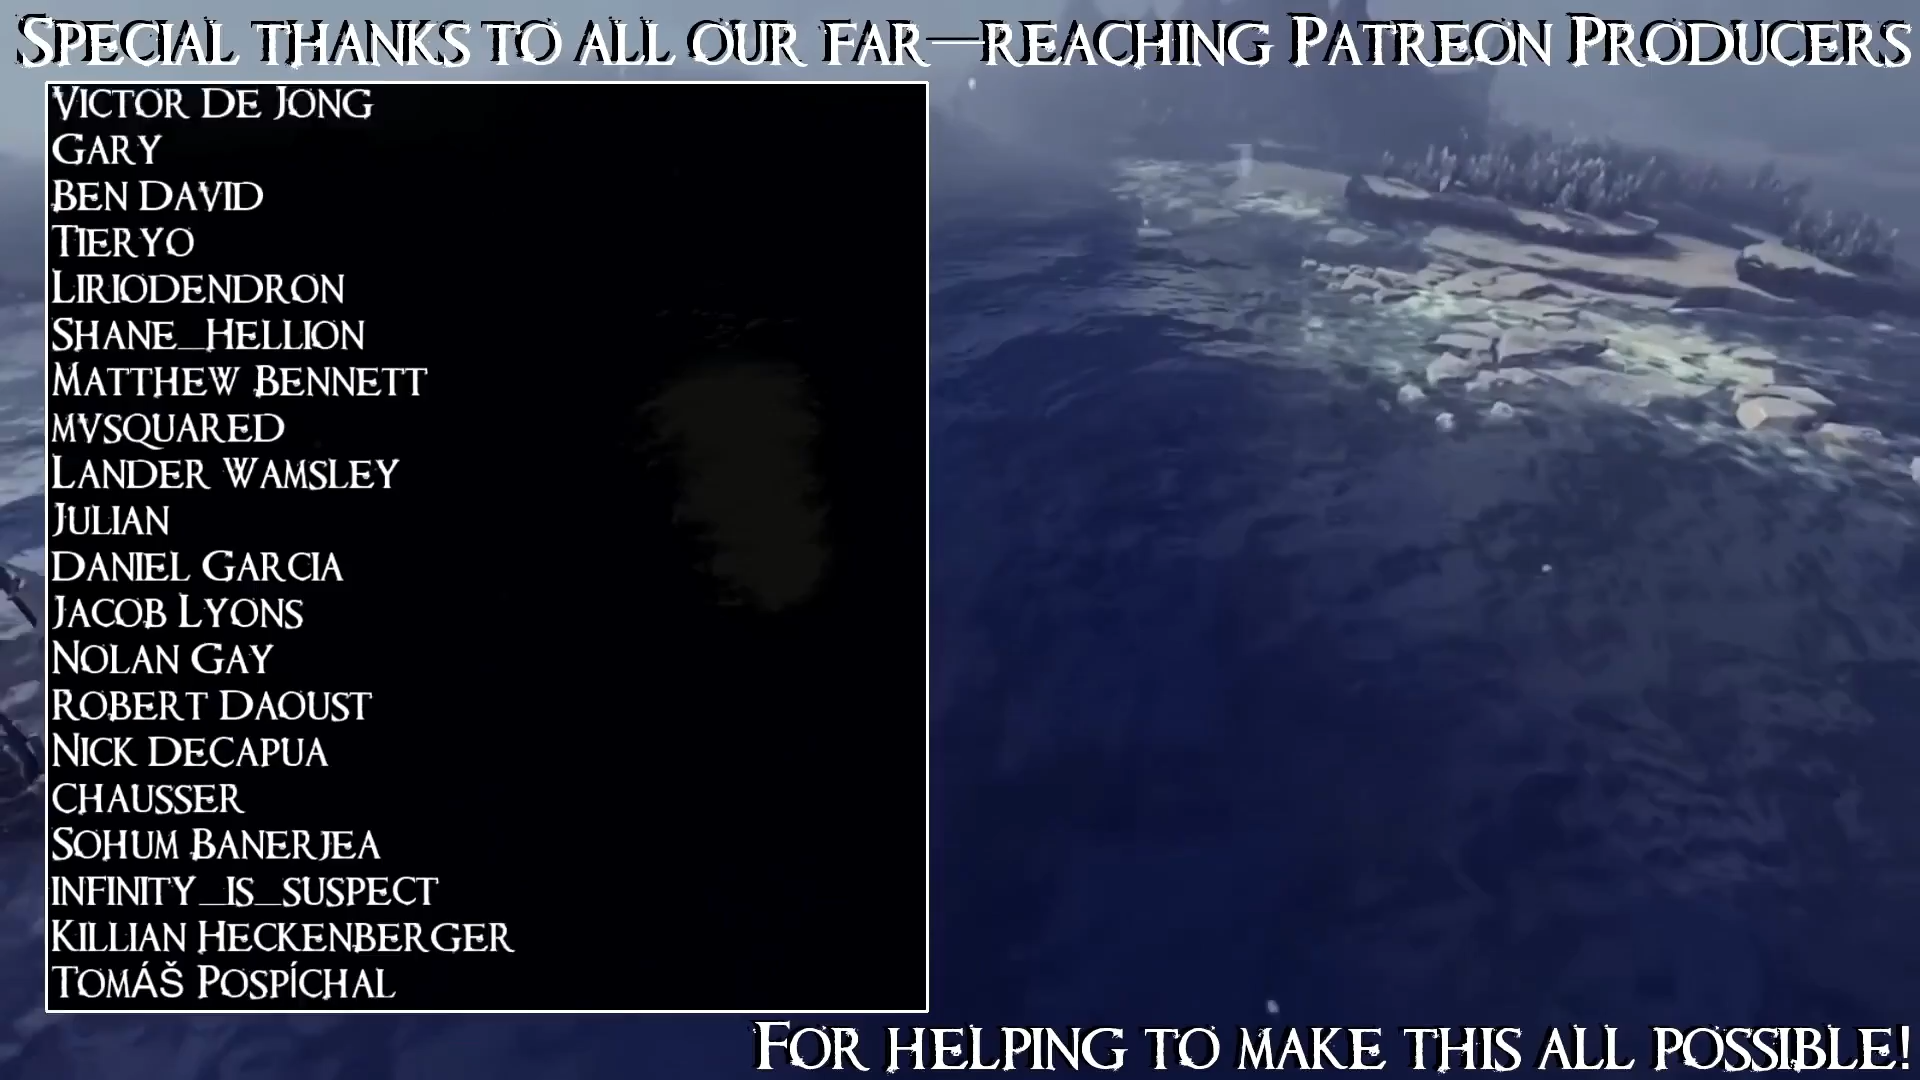 Special thanks to all our far—reaching Patreon Producers
Victor De Jong
Gary
Ben David
Tieryo
Liriodendron
Shane_Hellion
Matthew Bennett
mvsquared
Lander Wamsley
Julian
Daniel Garcia
Jacob Lyons
Nolan Gay
Robert Daoust
Nick DeCapua
chausser
Sohum Banerjea
infinity_is_suspect
Killian Heckenberger
Tomáš Pospíchal
For helping to make this all possible!